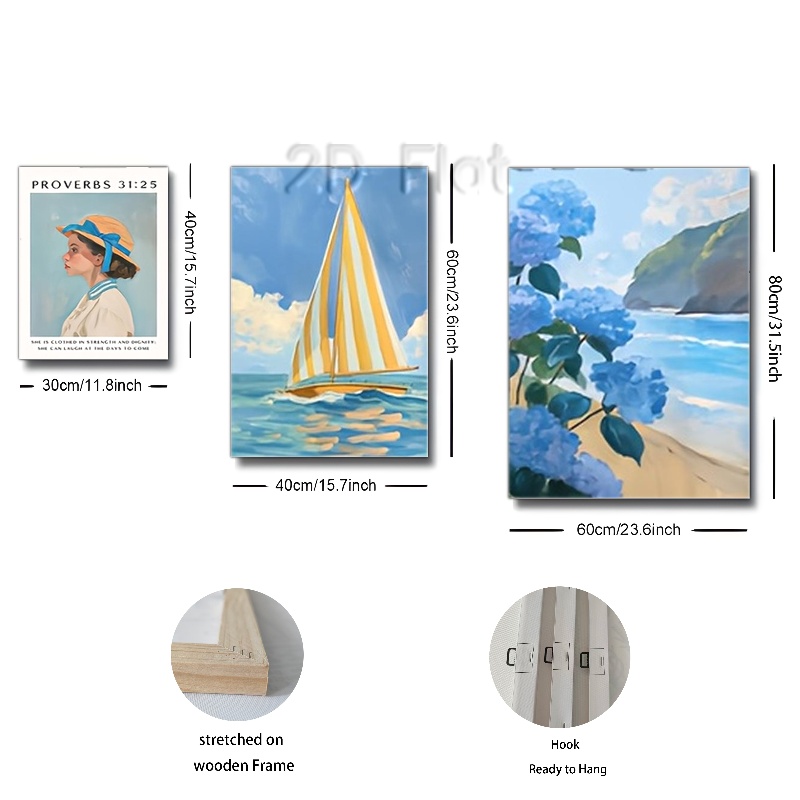 2D Flat
PROVERBS 31:25
SHE IS CLOTHED IN STRENGTH AND DIGNITY;
SHE CAN LAUGH AT THE DAYS TO COME
40cm/15.7inch
30cm/11.8inch
60cm/23.6inch
40cm/15.7inch
80cm/31.5inch
60cm/23.6inch
stretched on
wooden Frame
Hook
Ready to Hang